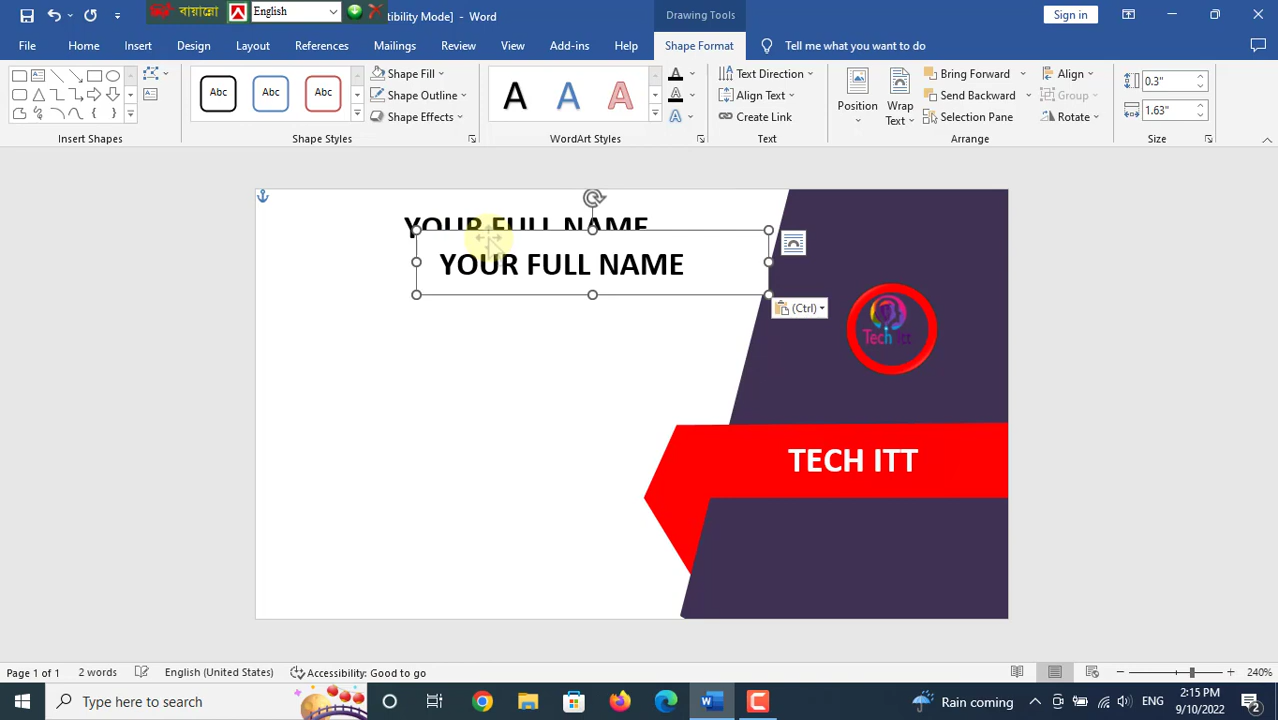 বায়ান্নো
English
tibility Mode] - Word
Drawing Tools
Sign in
File
Home
Insert
Design
Layout
References
Mailings
Review
View
Add-ins
Help
Shape Format
Tell me what you want to do
Abc
Abc
Abc
Shape Fill
Shape Outline
Shape Effects
A
A
A
Text Direction
Align Text
Create Link
Position
Wrap
Text
Bring Forward
Send Backward
Selection Pane
Align
Group
Rotate
0.3"
1.63"
Insert Shapes
Shape Styles
WordArt Styles
Text
Arrange
Size
YOUR FULL NAME
YOUR FULL NAME
(Ctrl)
Tech Itt
TECH ITT
Page 1 of 1
2 words
English (United States)
Accessibility: Good to go
240%
Type here to search
Rain coming
ENG
2:15 PM
9/10/2022
2